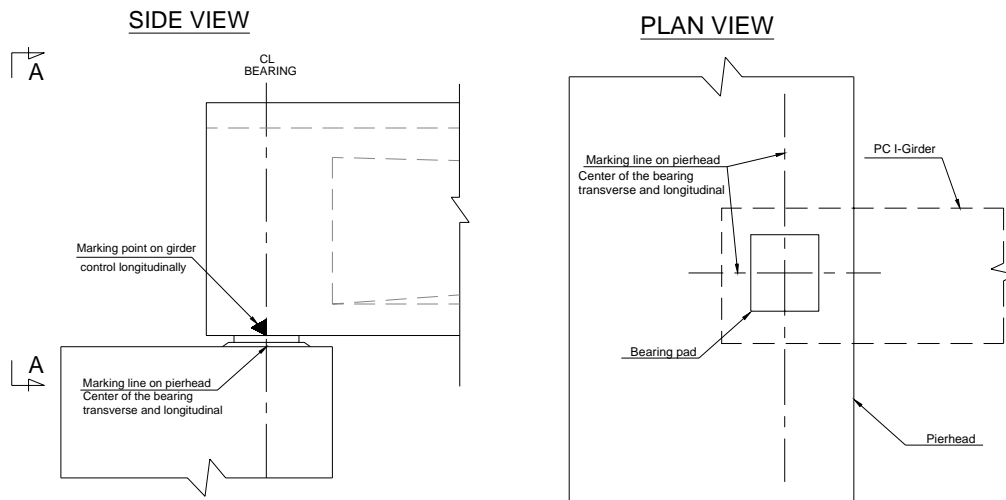 SIDE VIEW
A
CL
BEARING
Marking point on girder
control longitudinally
A
Marking line on pierhead
Center of the bearing
transverse and longitudinal
PLAN VIEW
PC I-Girder
Marking line on pierhead
Center of the bearing
transverse and longitudinal
Bearing pad
Pierhead